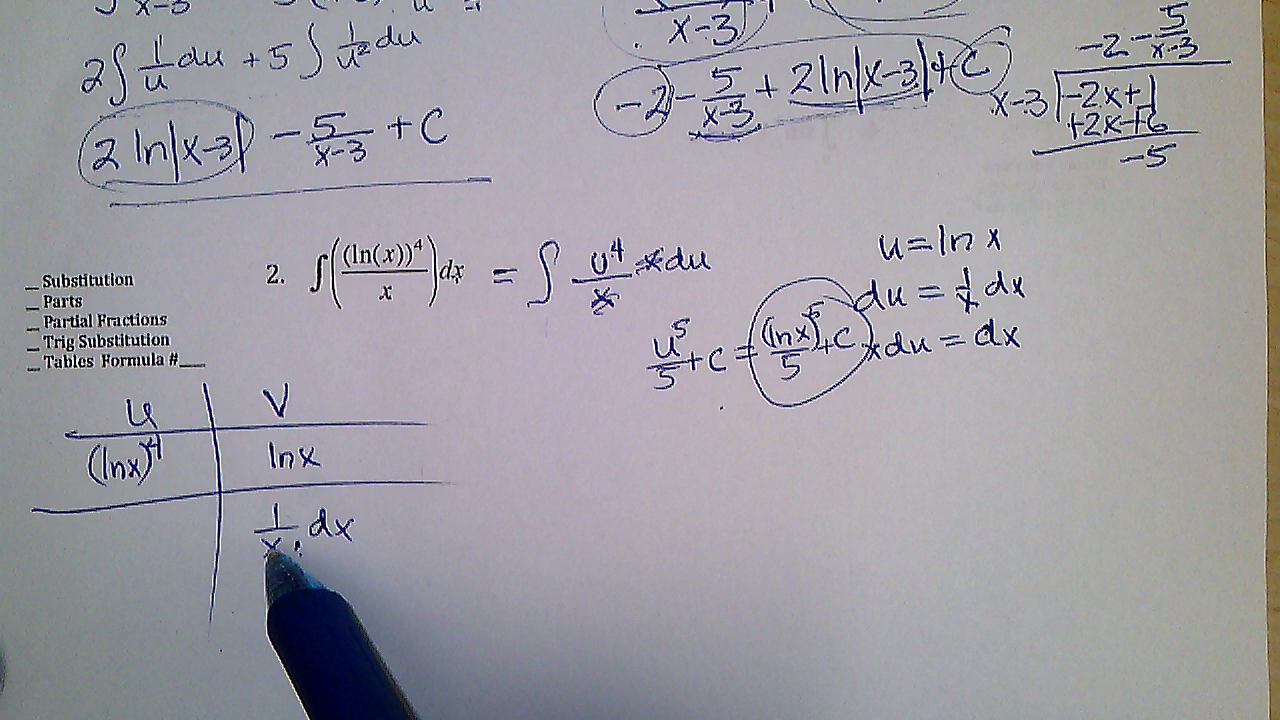 2∫ 1/u du + 5 ∫ 1/u² du
2 ln|x-3| - 5/(x-3) + C
x-3
-2 - 5/(x-3) + 2 ln|x-3| + C
-2 - 5/(x-3)
x-3 -2x+1
+2x+6
-5
_ Substitution
_ Parts
_ Partial Fractions
_ Trig Substitution
_ Tables Formula #___
2. ∫((ln(x))⁴/x)dx = ∫ u⁴/x x du
u = ln x
du = 1/x dx
x du = dx
u⁵/5 + C = (ln x)⁵/5 + C
u V
(ln x)⁴ ln x
1/x dx